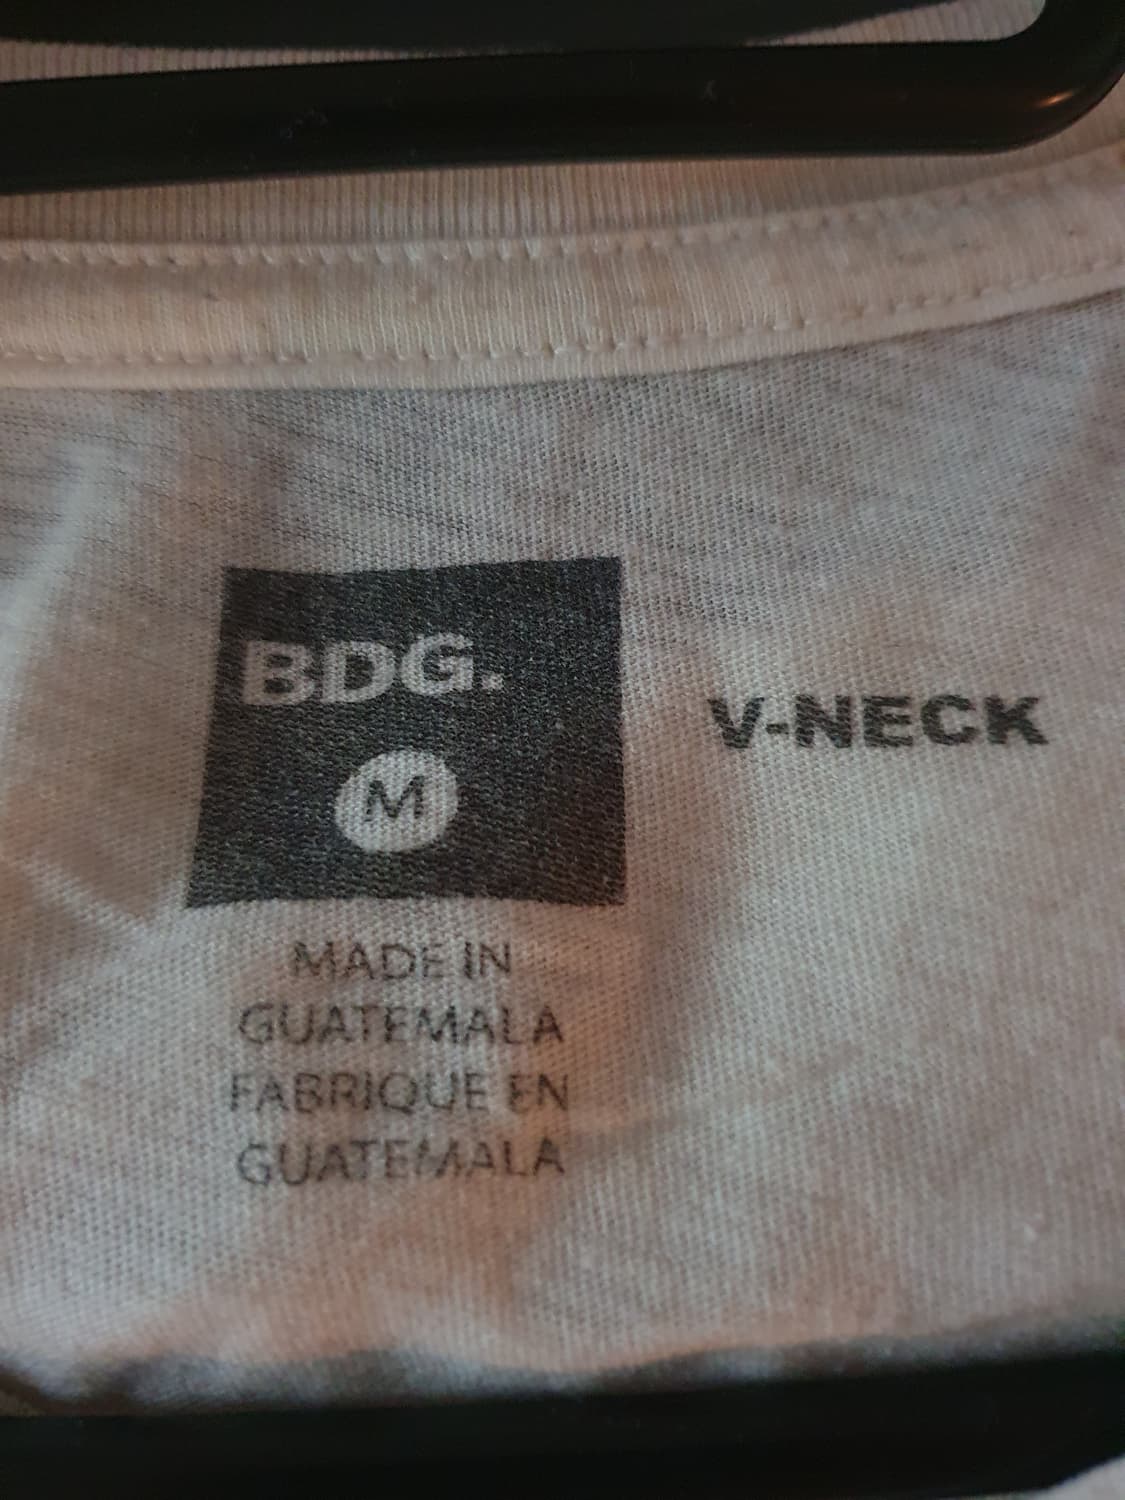 BDG.
M
V-NECK
MADE IN
GUATEMALA
FABRIQUE EN
GUATEMALA